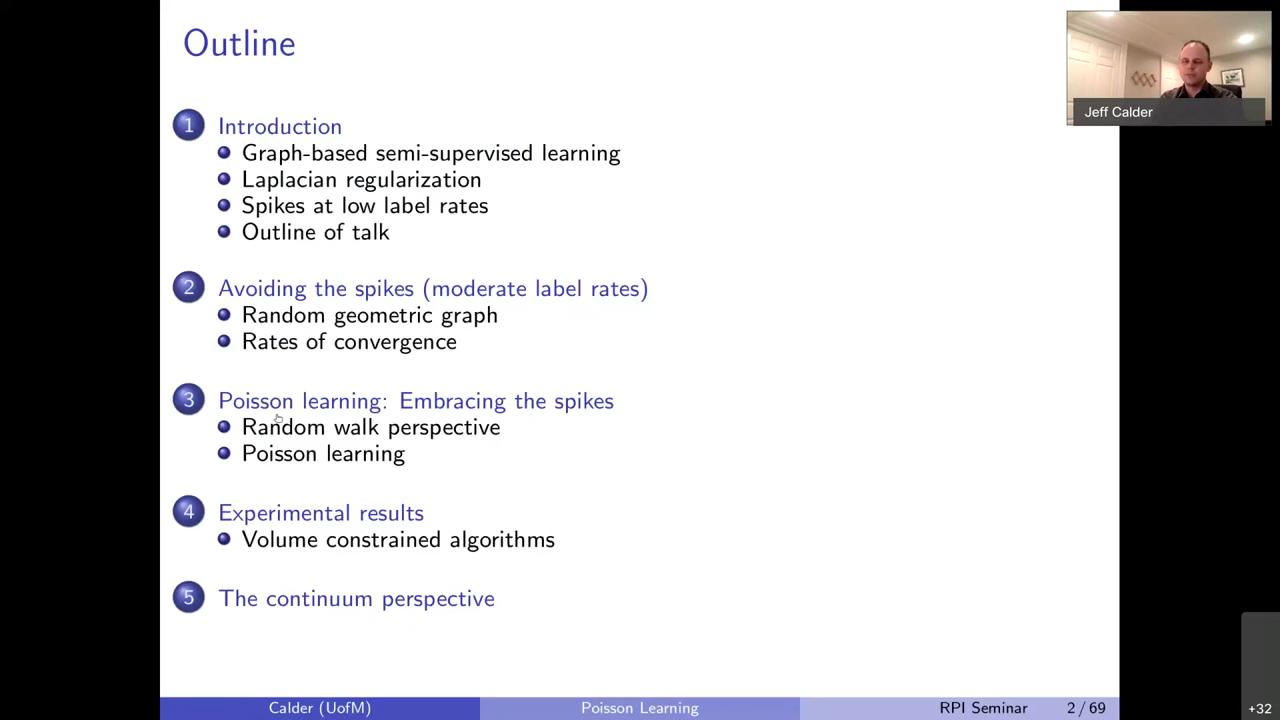 Outline
Jeff Calder
1 Introduction
Graph-based semi-supervised learning
Laplacian regularization
Spikes at low label rates
Outline of talk
2 Avoiding the spikes (moderate label rates)
Random geometric graph
Rates of convergence
3 Poisson learning: Embracing the spikes
Random walk perspective
Poisson learning
4 Experimental results
Volume constrained algorithms
5 The continuum perspective
Calder (UofM) Poisson Learning RPI Seminar 2 / 69
+32